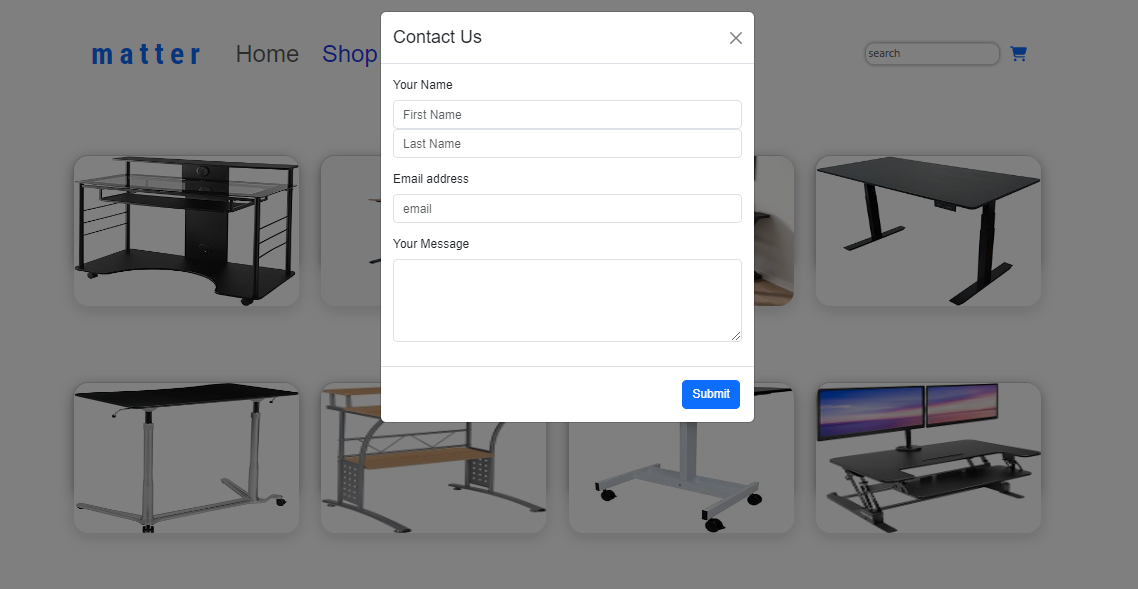 Contact Us
matter Home Shop
search
Your Name
First Name
Last Name
Email address
email
Your Message
Submit